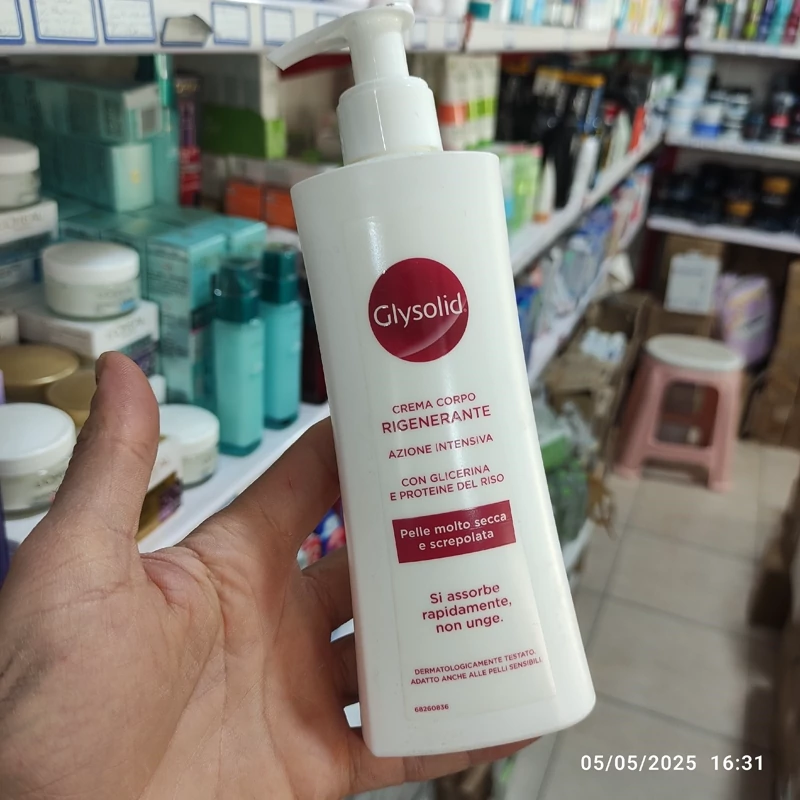 Glysolid
CREMA CORPO
RIGENERANTE
AZIONE INTENSIVA
CON GLICERINA
E PROTEINE DEL RISO
Pelle molto secca
e screpolata
Si assorbe
rapidamente,
non unge.
DERMATOLOGICAMENTE TESTATO.
ADATTO ANCHE ALLE PELLI SENSIBILI.
68260836
05/05/2025 16:31